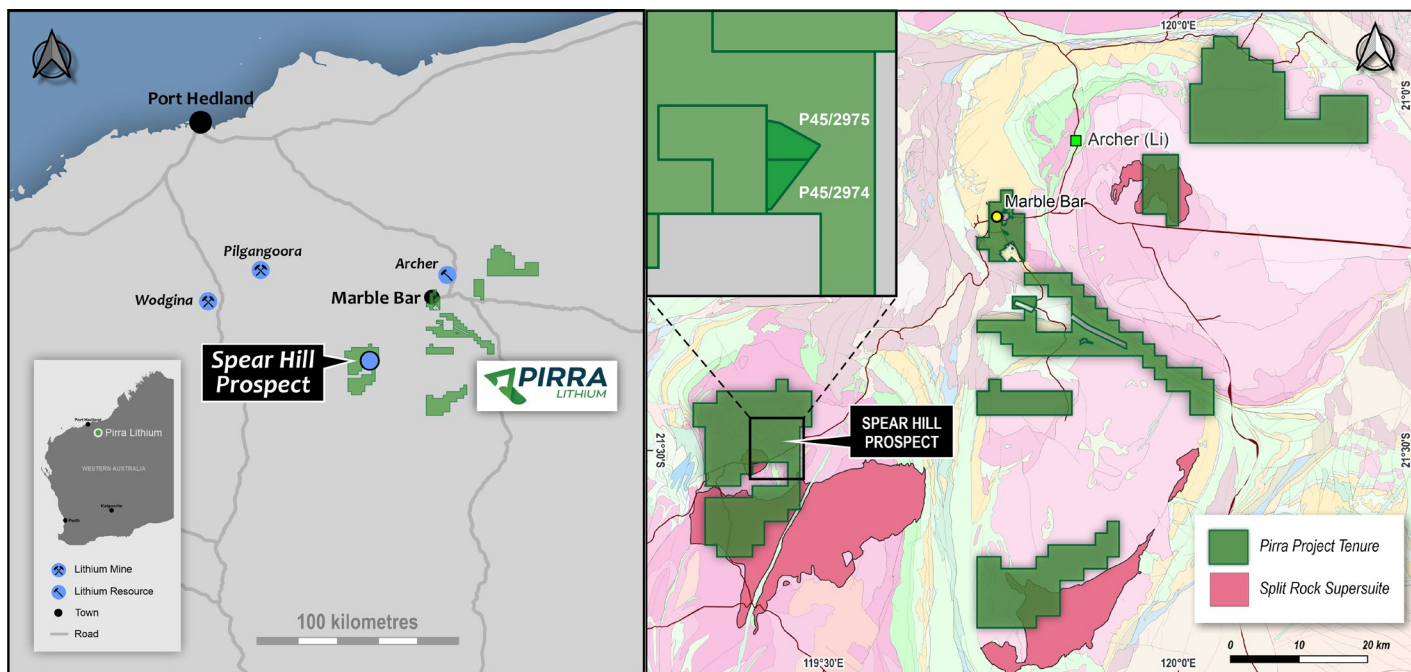 Port Hedland
Pilgangoora
Wodgina
Archer
Marble Bar
Spear Hill
Prospect
PIRRA
LITHIUM
Port Hedland
Pirra Lithium
WESTERN AUSTRALIA
Perth
Kalgoorlie
Lithium Mine
Lithium Resource
Town
Road
100 kilometres
P45/2975
P45/2974
120°0'E
21°0'S
Archer (Li)
Marble Bar
SPEAR HILL
PROSPECT
21°30'S
21°30'S
Pirra Project Tenure
Split Rock Supersuite
0 10 20 km
119°30'E
120°0'E